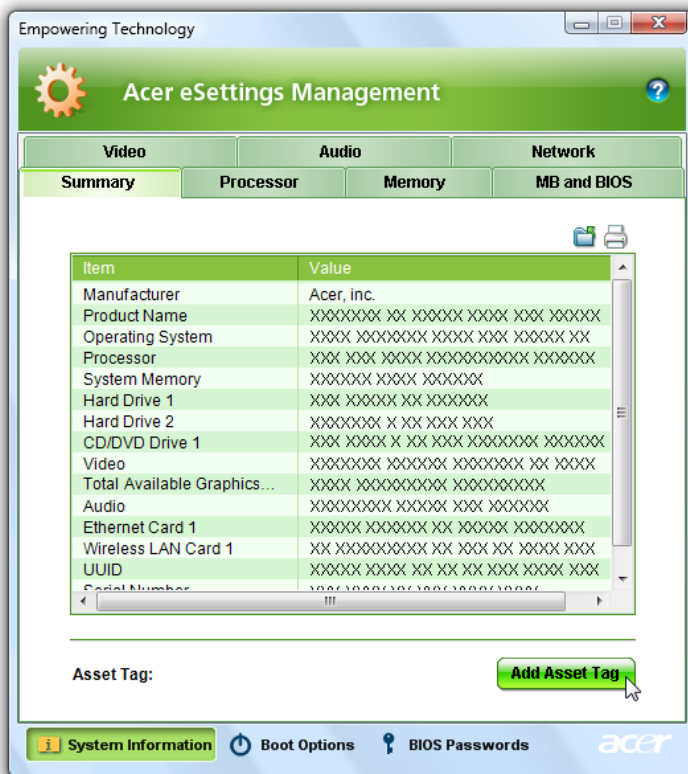 Empowering Technology
Acer eSettings Management
Video Audio Network
Summary Processor Memory MB and BIOS
Item Value
Manufacturer Acer, inc.
Product Name XXXXXXX XX XXXXX XXXX XXX XXXXX
Operating System XXXX XXXXXXX XXXX XXX XXXXX XX
Processor XXX XXX XXXX XXXXXXXXXX XXXXXX
System Memory XXXXXX XXXX XXXXXX
Hard Drive 1 XXX XXXXX XX XXXXXX
Hard Drive 2 XXXXXXX X XX XXX XXX
CD/DVD Drive 1 XXX XXXX X XX XXX XXXXXXX XXXXXX
Video XXXXXXX XXXXXX XXXXXXX XX XXXX
Total Available Graphics... XXXX XXXXXXXXX XXXXXXXXX
Audio XXXXXXXXX XXXXX XXX XXXXXX
Ethernet Card 1 XXXXX XXXXXXX XX XXXXX XXXXXXX
Wireless LAN Card 1 XX XXXXXXXXX XX XXX XX XXXX XXX
UUID XXXXX XXXX XX XX XX XXX XXXX XXX
Serial Number
Asset Tag: Add Asset Tag
System Information Boot Options BIOS Passwords acer